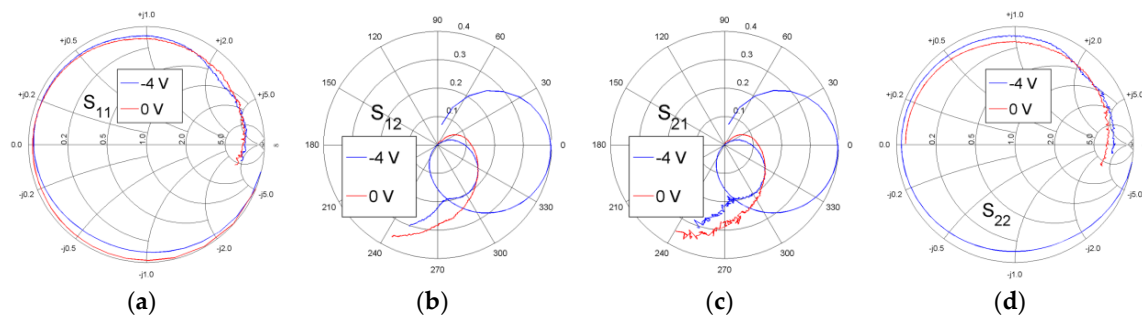 +j1.0
+j0.5
+j2.0
+j0.2
+j5.0
0.0
0.2
0.5
1.0
2.0
5.0
∞
-j0.2
-j5.0
-j0.5
-j2.0
-j1.0
S11
-4 V
0 V
(a)
90
120
60
150
30
180
0
210
330
240
300
270
0.4
0.3
0.2
0.1
S12
-4 V
0 V
(b)
90
120
60
150
30
180
0
210
330
240
300
270
0.4
0.3
0.2
0.1
S21
-4 V
0 V
(c)
+j1.0
+j0.5
+j2.0
+j0.2
+j5.0
0.0
0.2
0.5
1.0
2.0
5.0
∞
-j0.2
-j5.0
-j0.5
-j2.0
-j1.0
S22
-4 V
0 V
(d)